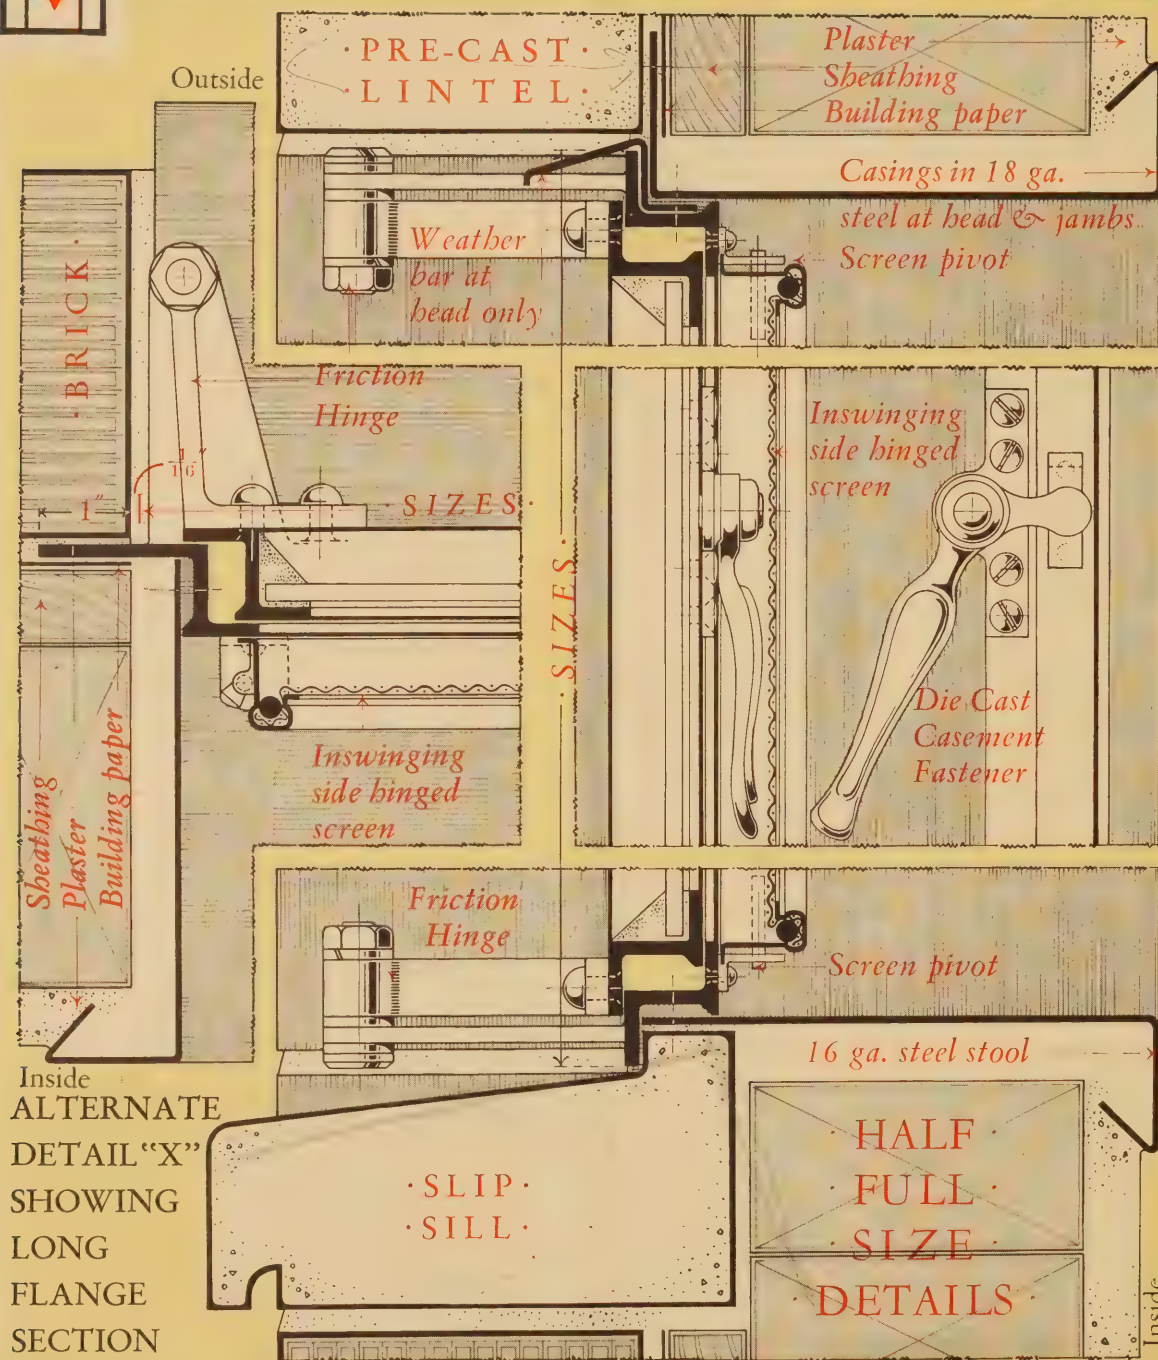 Outside
· PRE-CAST ·
· LINTEL ·
Plaster
Sheathing
Building paper
Casings in 18 ga.
steel at head & jambs
Screen pivot
Weather
bar at
head only
· BRICK ·
Friction
Hinge
1/16"
1"
· SIZES ·
· SIZES ·
Inswinging
side hinged
screen
Die Cast
Casement
Fastener
Inswinging
side hinged
screen
Sheathing
Plaster
Building paper
Friction
Hinge
Screen pivot
16 ga. steel stool
Inside
ALTERNATE
DETAIL "X"
SHOWING
LONG
FLANGE
SECTION
· SLIP ·
· SILL ·
· HALF ·
· FULL ·
· SIZE ·
· DETAILS ·
Inside